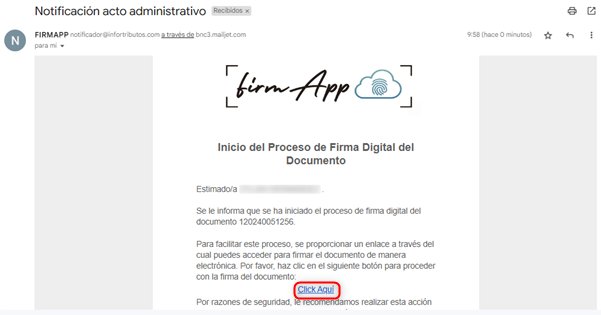 Notificación acto administrativo Recibidos ×
N
FIRMAPP notificador@infortributos.com a través de bnc3.mailjet.com
9:58 (hace 0 minutos)
para mi
firmApp
Inicio del Proceso de Firma Digital del
Documento
Estimado/a
.
Se le informa que se ha iniciado el proceso de firma digital del
documento 120240051256.
Para facilitar este proceso, se proporcionar un enlace a través del
cual puedes acceder para firmar el documento de manera
electrónica. Por favor, haz clic en el siguiente botón para proceder
con la firma del documento:
Click Aquí
Por razones de seguridad, le recomendamos realizar esta acción